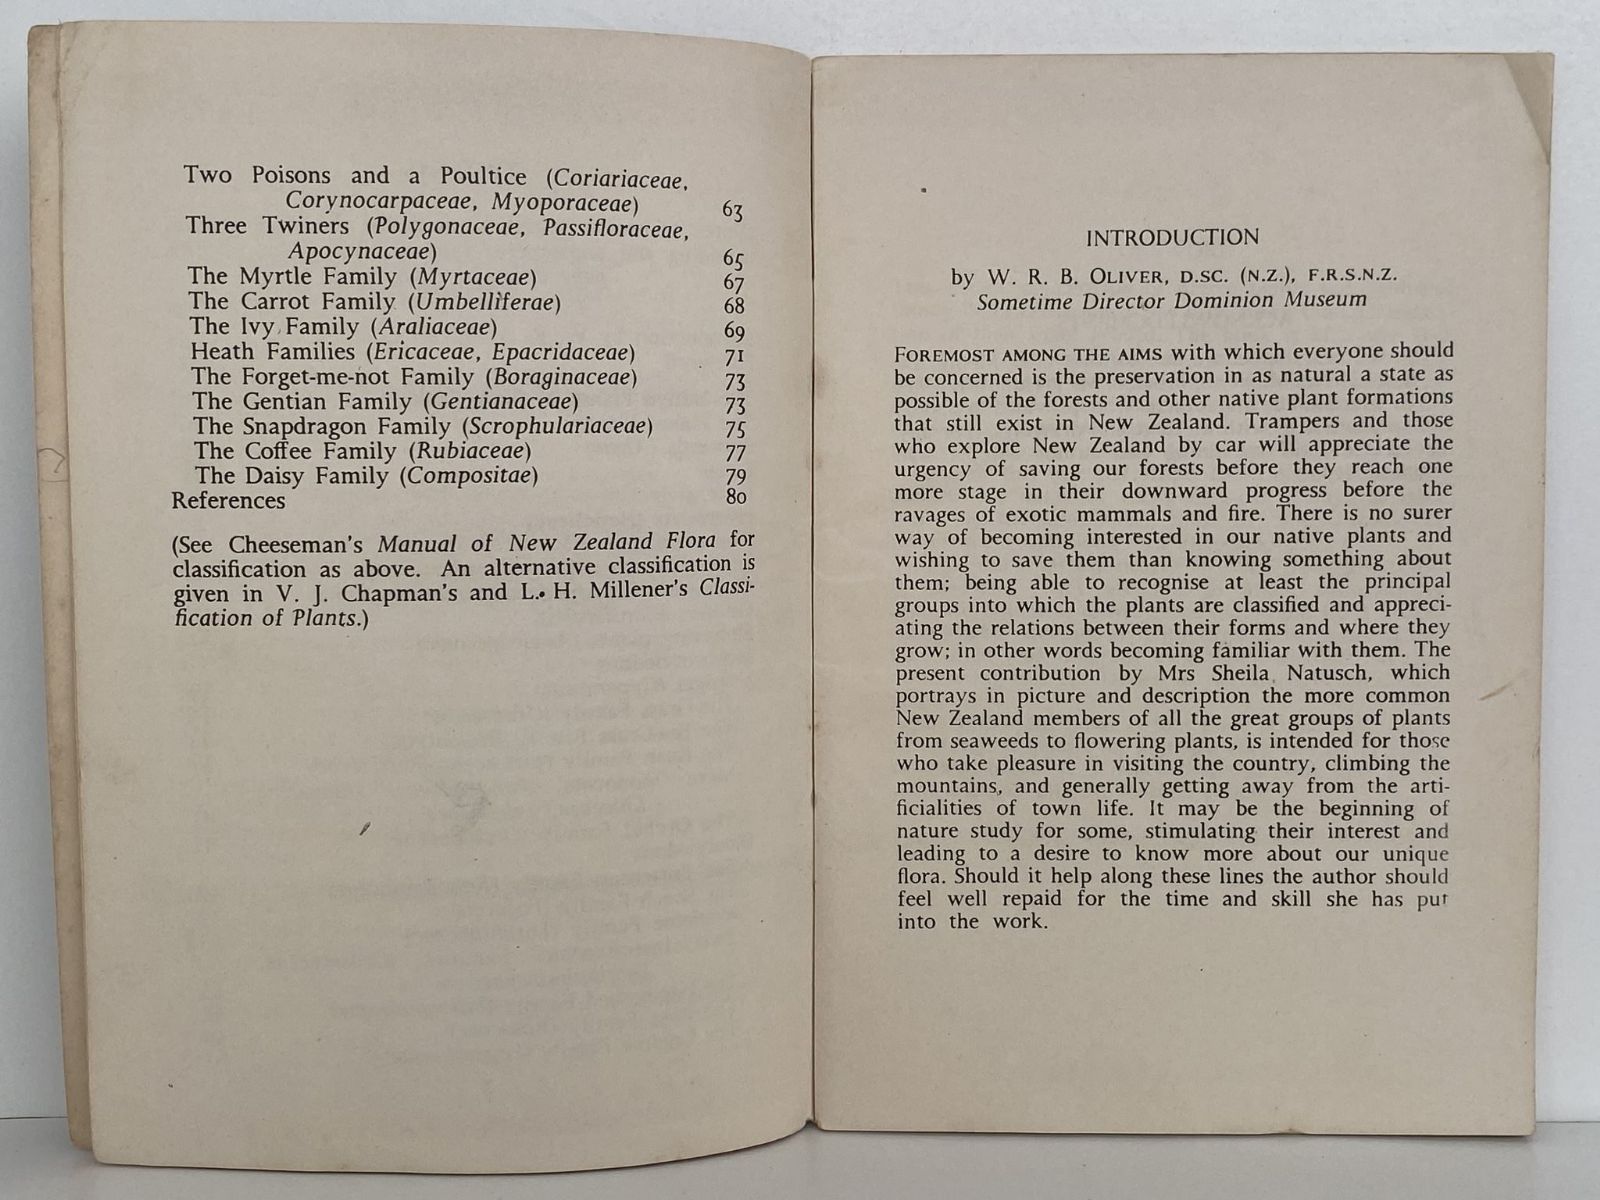 Two Poisons and a Poultice (Coriariaceae,
Corynocarpaceae, Myoporaceae) 63
Three Twiners (Polygonaceae, Passifloraceae,
Apocynaceae) 65
The Myrtle Family (Myrtaceae) 67
The Carrot Family (Umbelliferae) 68
The Ivy Family (Araliaceae) 69
Heath Families (Ericaceae, Epacridaceae) 71
The Forget-me-not Family (Boraginaceae) 73
The Gentian Family (Gentianaceae) 73
The Snapdragon Family (Scrophulariaceae) 75
The Coffee Family (Rubiaceae) 77
The Daisy Family (Compositae) 79
References 80
(See Cheeseman's Manual of New Zealand Flora for
classification as above. An alternative classification is
given in V. J. Chapman's and L. H. Millener's Classi-
fication of Plants.)
INTRODUCTION
by W. R. B. OLIVER, D.SC. (N.Z.), F.R.S.N.Z.
Sometime Director Dominion Museum
FOREMOST AMONG THE AIMS with which everyone should
be concerned is the preservation in as natural a state as
possible of the forests and other native plant formations
that still exist in New Zealand. Trampers and those
who explore New Zealand by car will appreciate the
urgency of saving our forests before they reach one
more stage in their downward progress before the
ravages of exotic mammals and fire. There is no surer
way of becoming interested in our native plants and
wishing to save them than knowing something about
them; being able to recognise at least the principal
groups into which the plants are classified and appreci-
ating the relations between their forms and where they
grow; in other words becoming familiar with them. The
present contribution by Mrs Sheila Natusch, which
portrays in picture and description the more common
New Zealand members of all the great groups of plants
from seaweeds to flowering plants, is intended for those
who take pleasure in visiting the country, climbing the
mountains, and generally getting away from the arti-
ficialities of town life. It may be the beginning of
nature study for some, stimulating their interest and
leading to a desire to know more about our unique
flora. Should it help along these lines the author should
feel well repaid for the time and skill she has put
into the work.